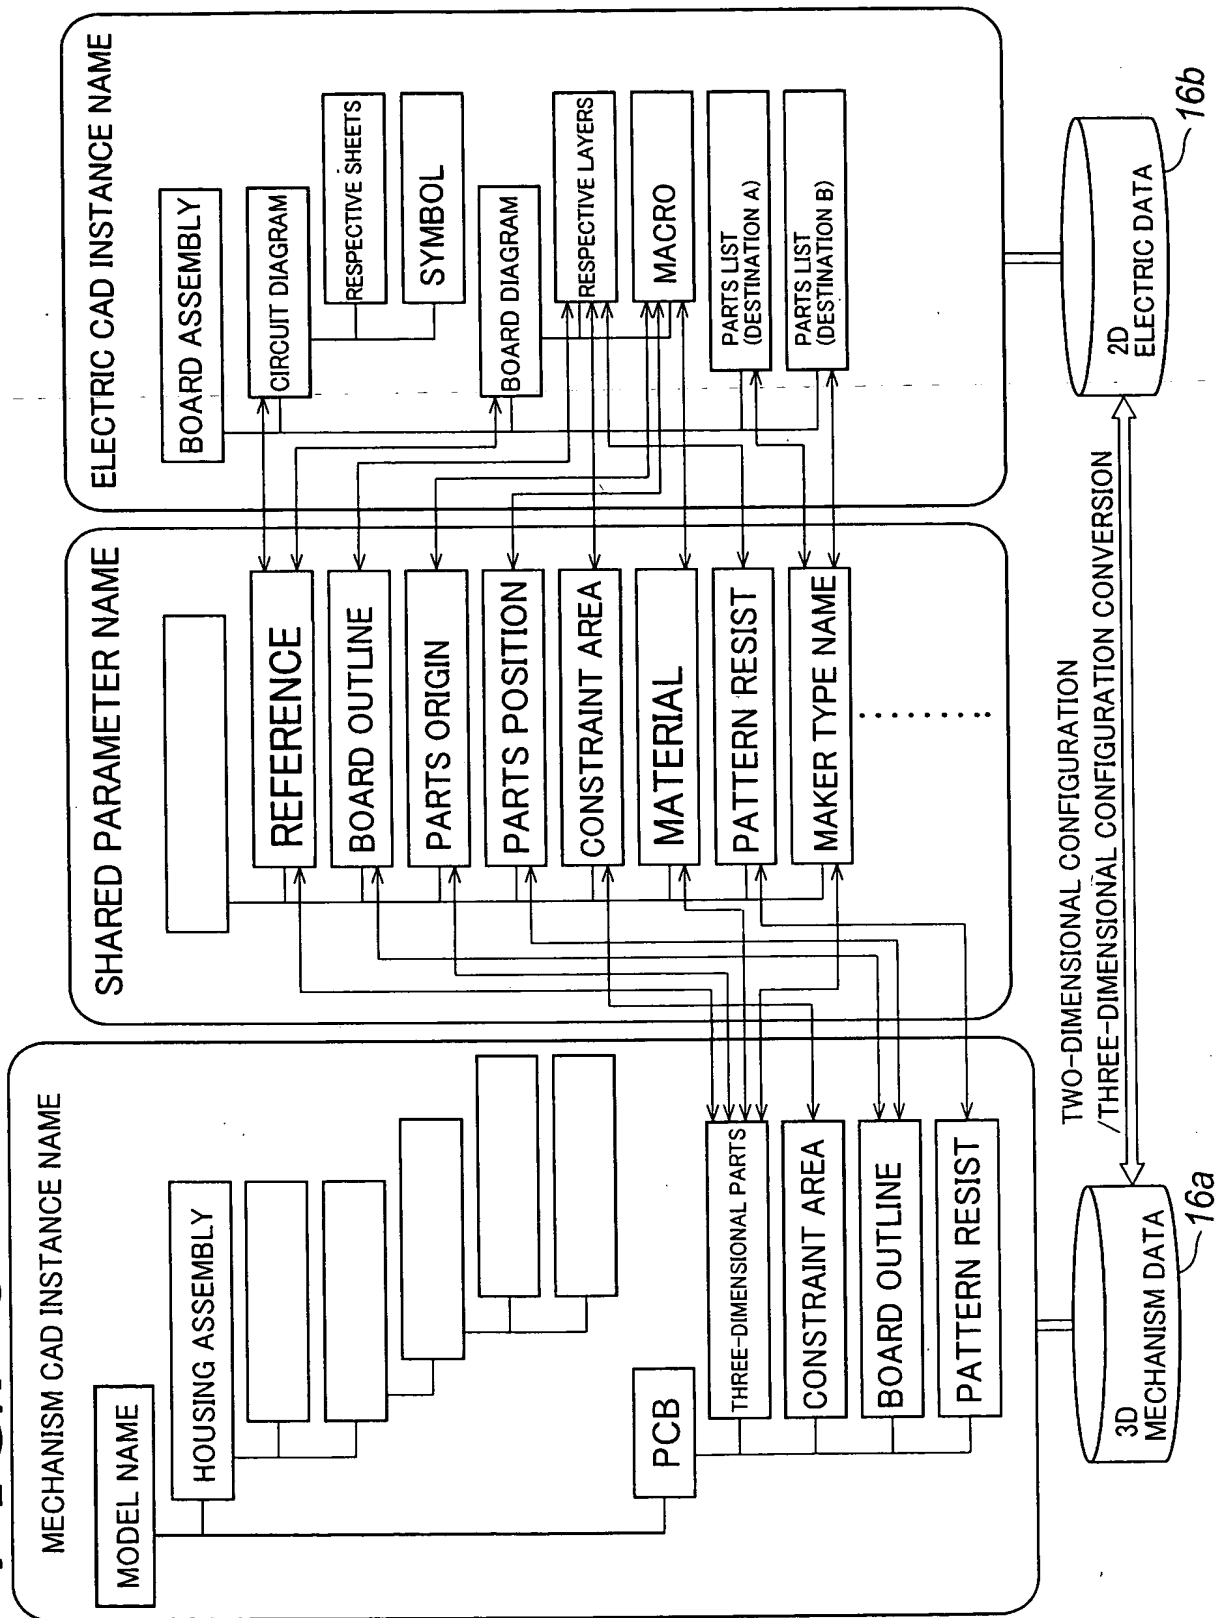 MECHANISM CAD INSTANCE NAME
MODEL NAME
HOUSING ASSEMBLY
PCB
THREE-DIMENSIONAL PARTS
CONSTRAINT AREA
BOARD OUTLINE
PATTERN RESIST
3D
MECHANISM DATA
16a
SHARED PARAMETER NAME
REFERENCE
BOARD OUTLINE
PARTS ORIGIN
PARTS POSITION
CONSTRAINT AREA
MATERIAL
PATTERN RESIST
MAKER TYPE NAME
.........
TWO-DIMENSIONAL CONFIGURATION
/THREE-DIMENSIONAL CONFIGURATION CONVERSION
ELECTRIC CAD INSTANCE NAME
BOARD ASSEMBLY
CIRCUIT DIAGRAM
RESPECTIVE SHEETS
SYMBOL
BOARD DIAGRAM
RESPECTIVE LAYERS
MACRO
PARTS LIST
(DESTINATION A)
PARTS LIST
(DESTINATION B)
2D
ELECTRIC DATA
16b